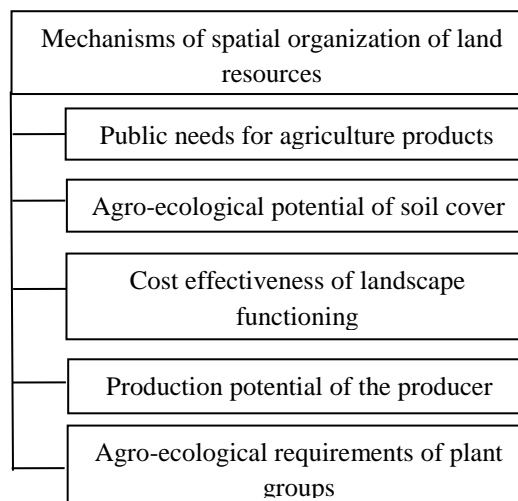 Mechanisms of spatial organization of land
resources
Public needs for agriculture products
Agro-ecological potential of soil cover
Cost effectiveness of landscape
functioning
Production potential of the producer
Agro-ecological requirements of plant
groups